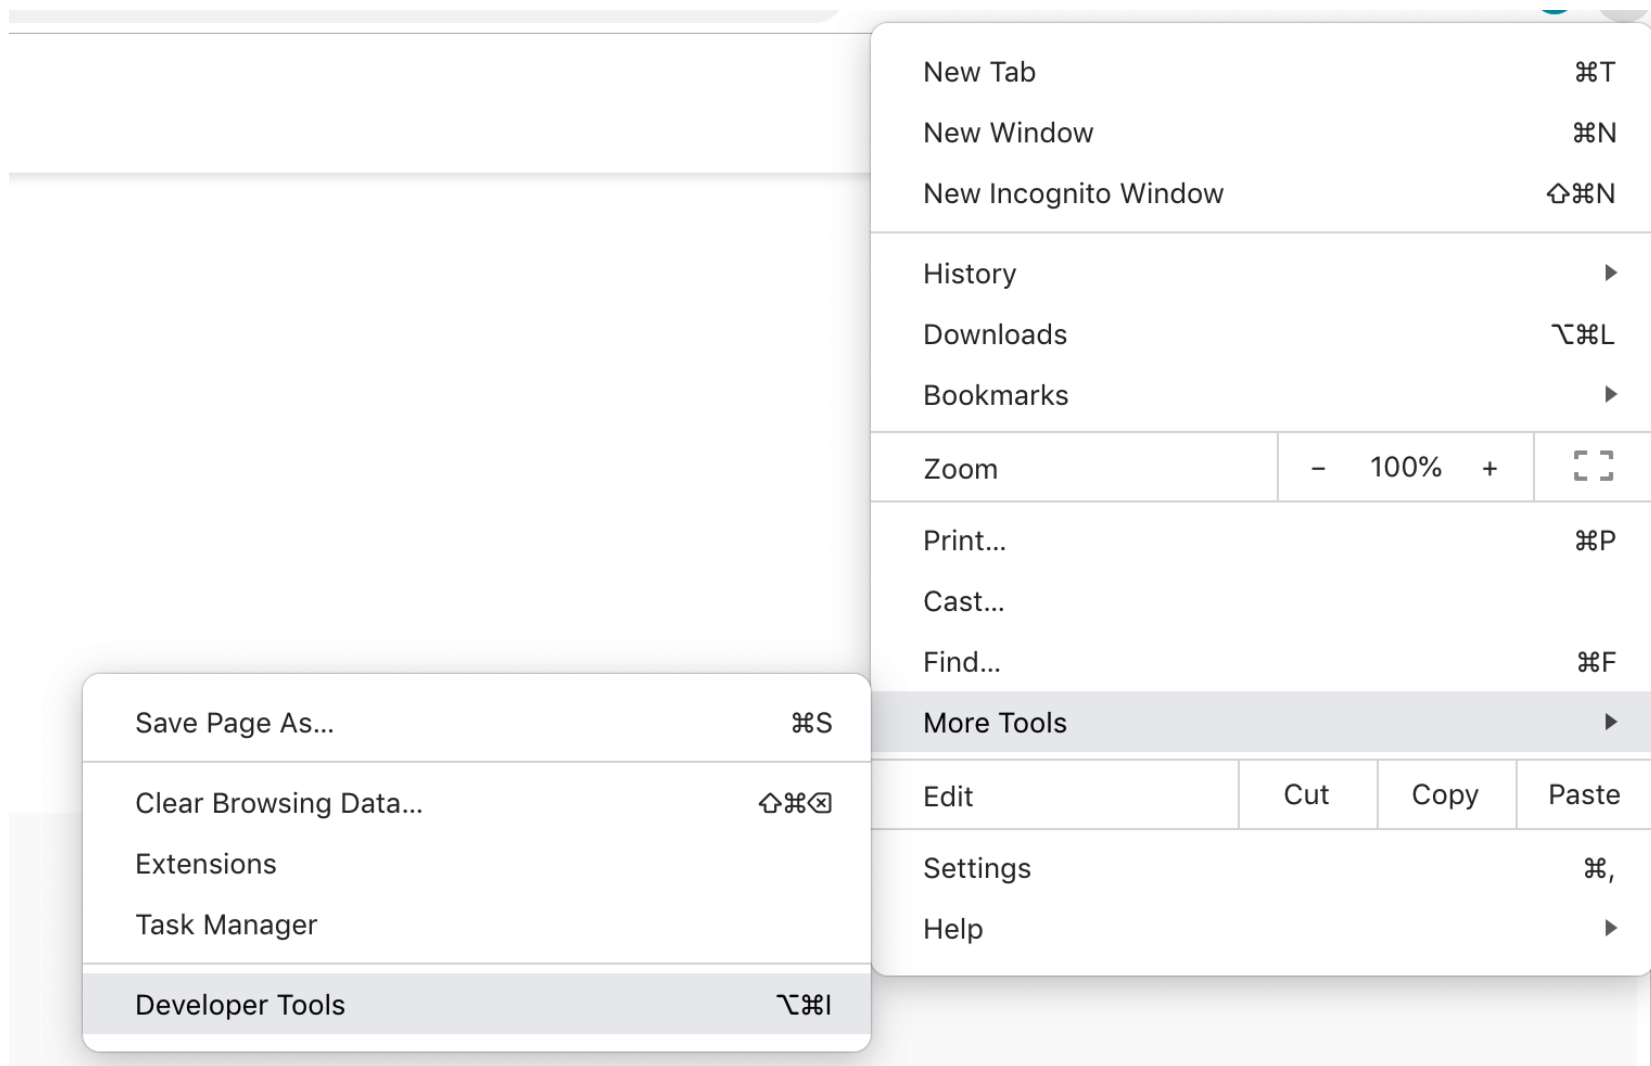 New Tab ⌘T
New Window ⌘N
New Incognito Window ⇧⌘N
History ▶
Downloads ⌥⌘L
Bookmarks ▶
Zoom − 100% +
Print... ⌘P
Cast...
Find... ⌘F
More Tools ▶
Edit Cut Copy Paste
Settings ⌘,
Help ▶
Save Page As... ⌘S
Clear Browsing Data... ⇧⌘⌫
Extensions
Task Manager
Developer Tools ⌥⌘I